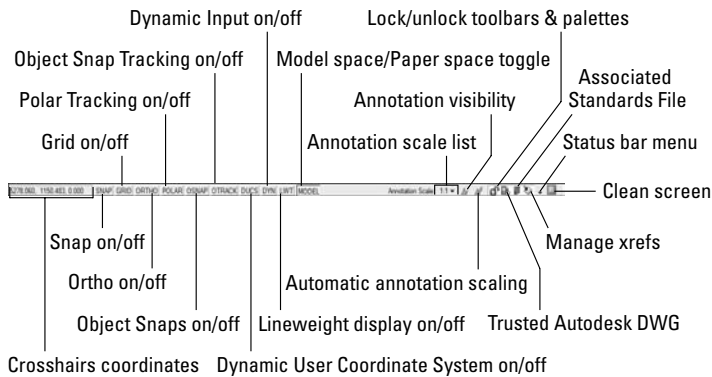 Dynamic Input on/off
Lock/unlock toolbars & palettes
Object Snap Tracking on/off
Model space/Paper space toggle
Associated
Standards File
Polar Tracking on/off
Annotation visibility
Grid on/off
Annotation scale list
Status bar menu
SNAP GRID ORTHO POLAR OSNAP OTRACK DUCS DYN LWT MODEL
Annotation Scale: 1:1
Clean screen
Snap on/off
Manage xrefs
Ortho on/off
Automatic annotation scaling
Object Snaps on/off
Lineweight display on/off
Trusted Autodesk DWG
Crosshairs coordinates
Dynamic User Coordinate System on/off